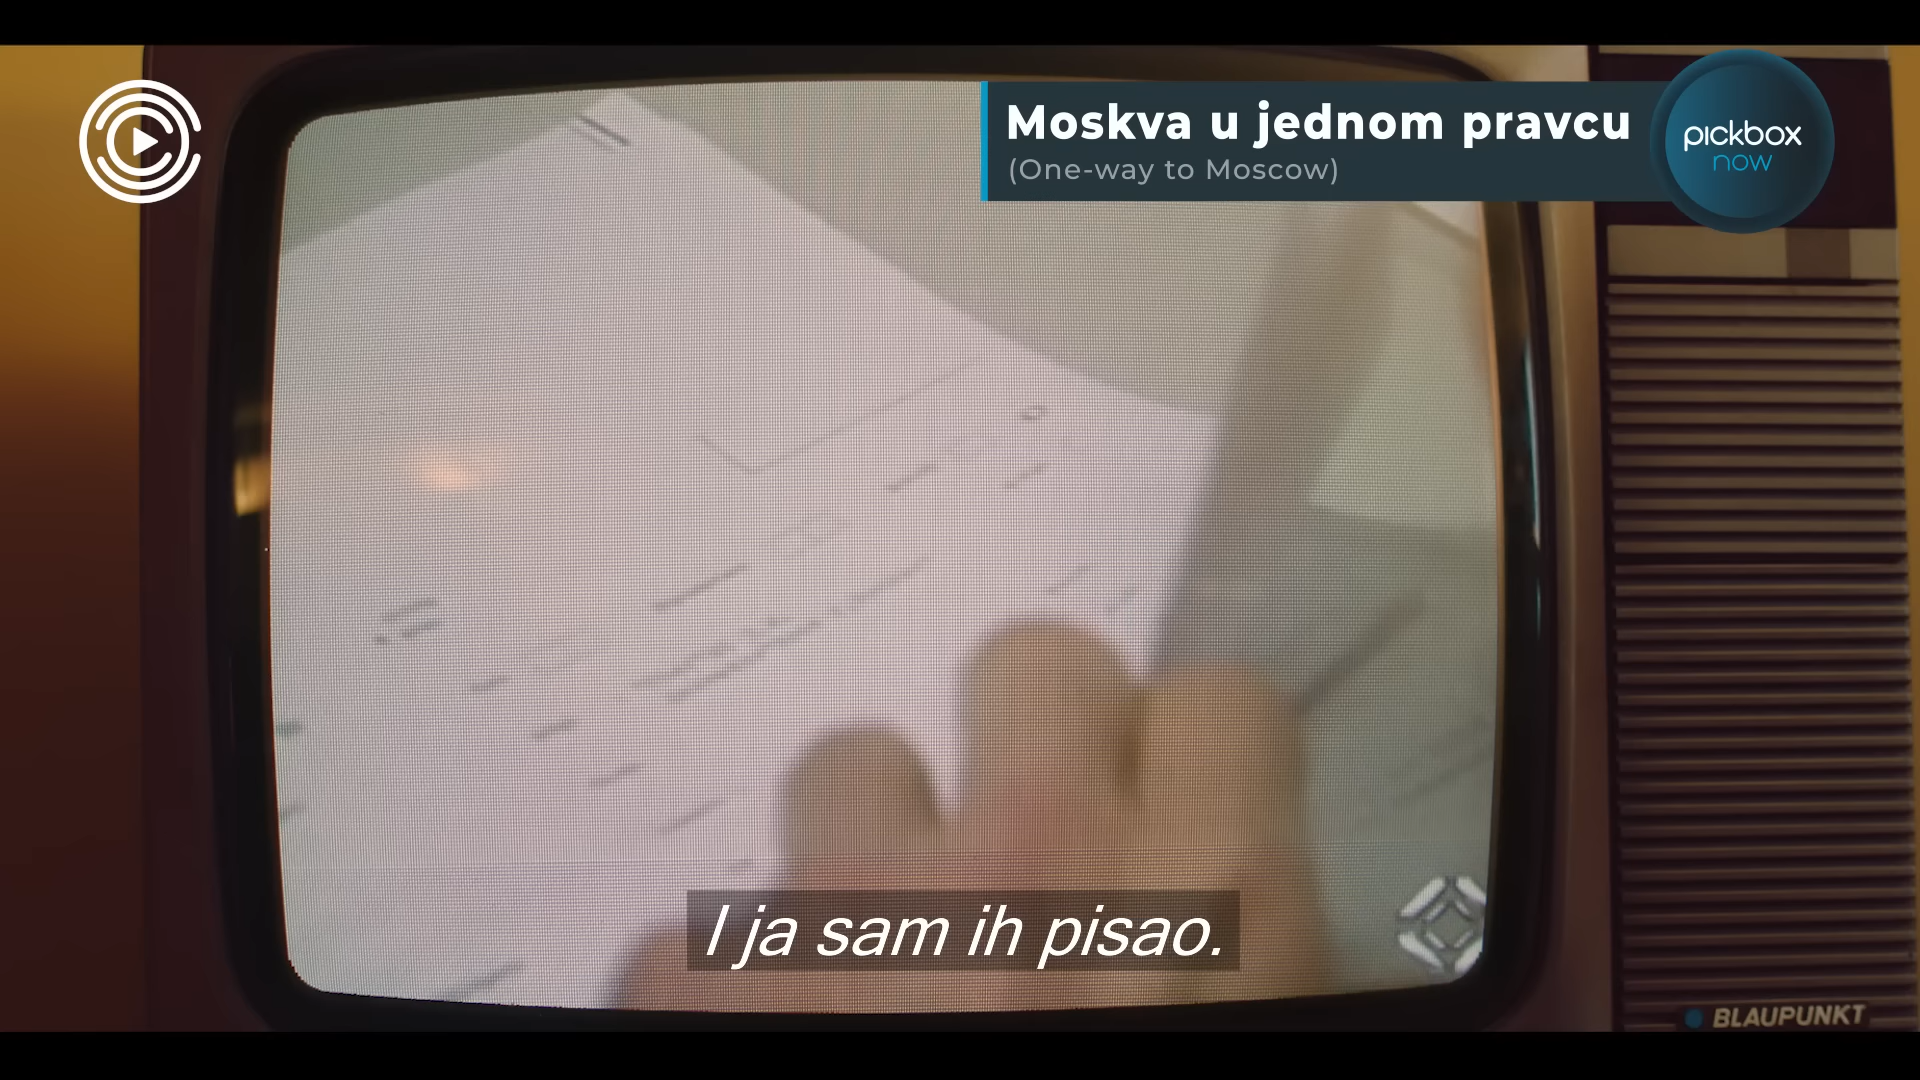 Moskva u jednom pravcu
(One-way to Moscow)
pickbox
now
I ja sam ih pisao.
BLAUPUNKT